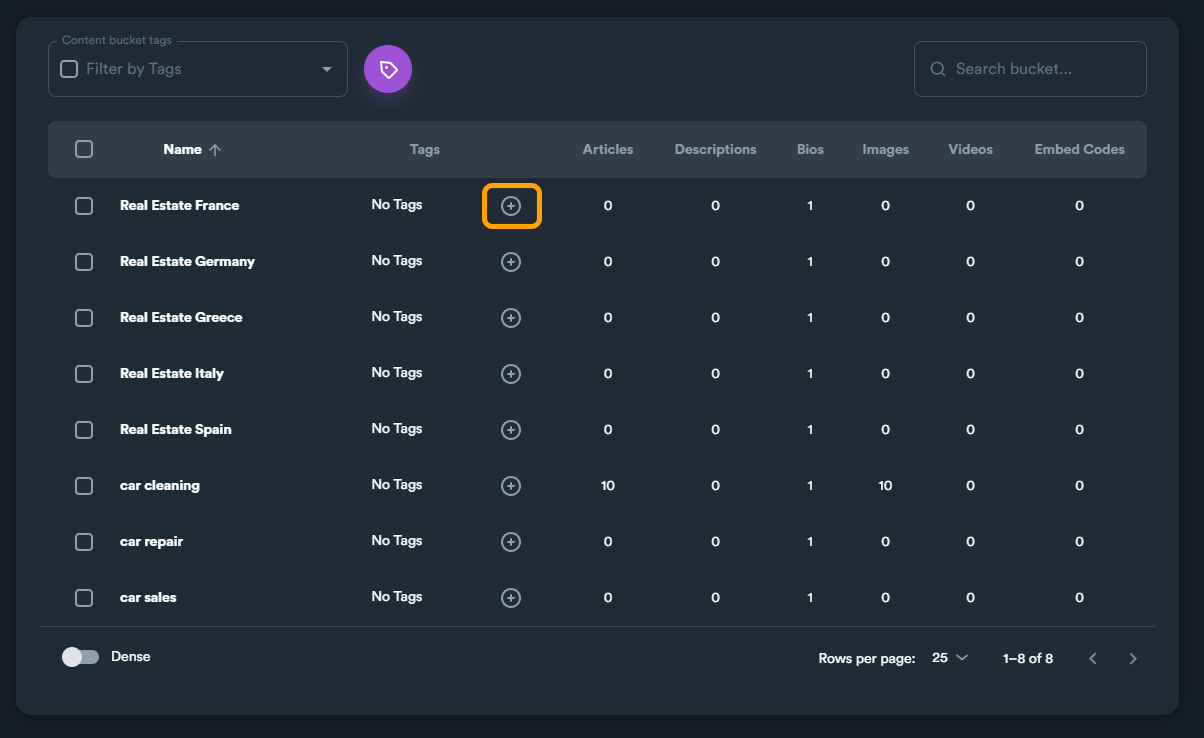 Content bucket tags
Filter by Tags
Search bucket...
Name Tags Articles Descriptions Bios Images Videos Embed Codes
Real Estate France No Tags 0 0 1 0 0 0
Real Estate Germany No Tags 0 0 1 0 0 0
Real Estate Greece No Tags 0 0 1 0 0 0
Real Estate Italy No Tags 0 0 1 0 0 0
Real Estate Spain No Tags 0 0 1 0 0 0
car cleaning No Tags 10 0 1 10 0 0
car repair No Tags 0 0 1 0 0 0
car sales No Tags 0 0 1 0 0 0
Dense Rows per page: 25 1–8 of 8